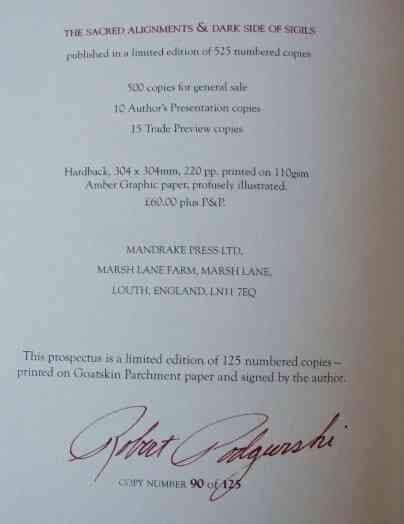 THE SACRED ALIGNMENTS & DARK SIDE OF SIGILS
published in a limited edition of 525 numbered copies
500 copies for general sale
10 Author's Presentation copies
15 Trade Preview copies
Hardback, 304 x 304mm, 220 pp. printed on 110gsm
Amber Graphic paper, profusely illustrated.
£60.00 plus P&P.
MANDRAKE PRESS LTD,
MARSH LANE FARM, MARSH LANE,
LOUTH, ENGLAND, LN11 7EQ
This prospectus is a limited edition of 125 numbered copies –
printed on Goatskin Parchment paper and signed by the author.
Robert Podgurski
COPY NUMBER 90 of 125